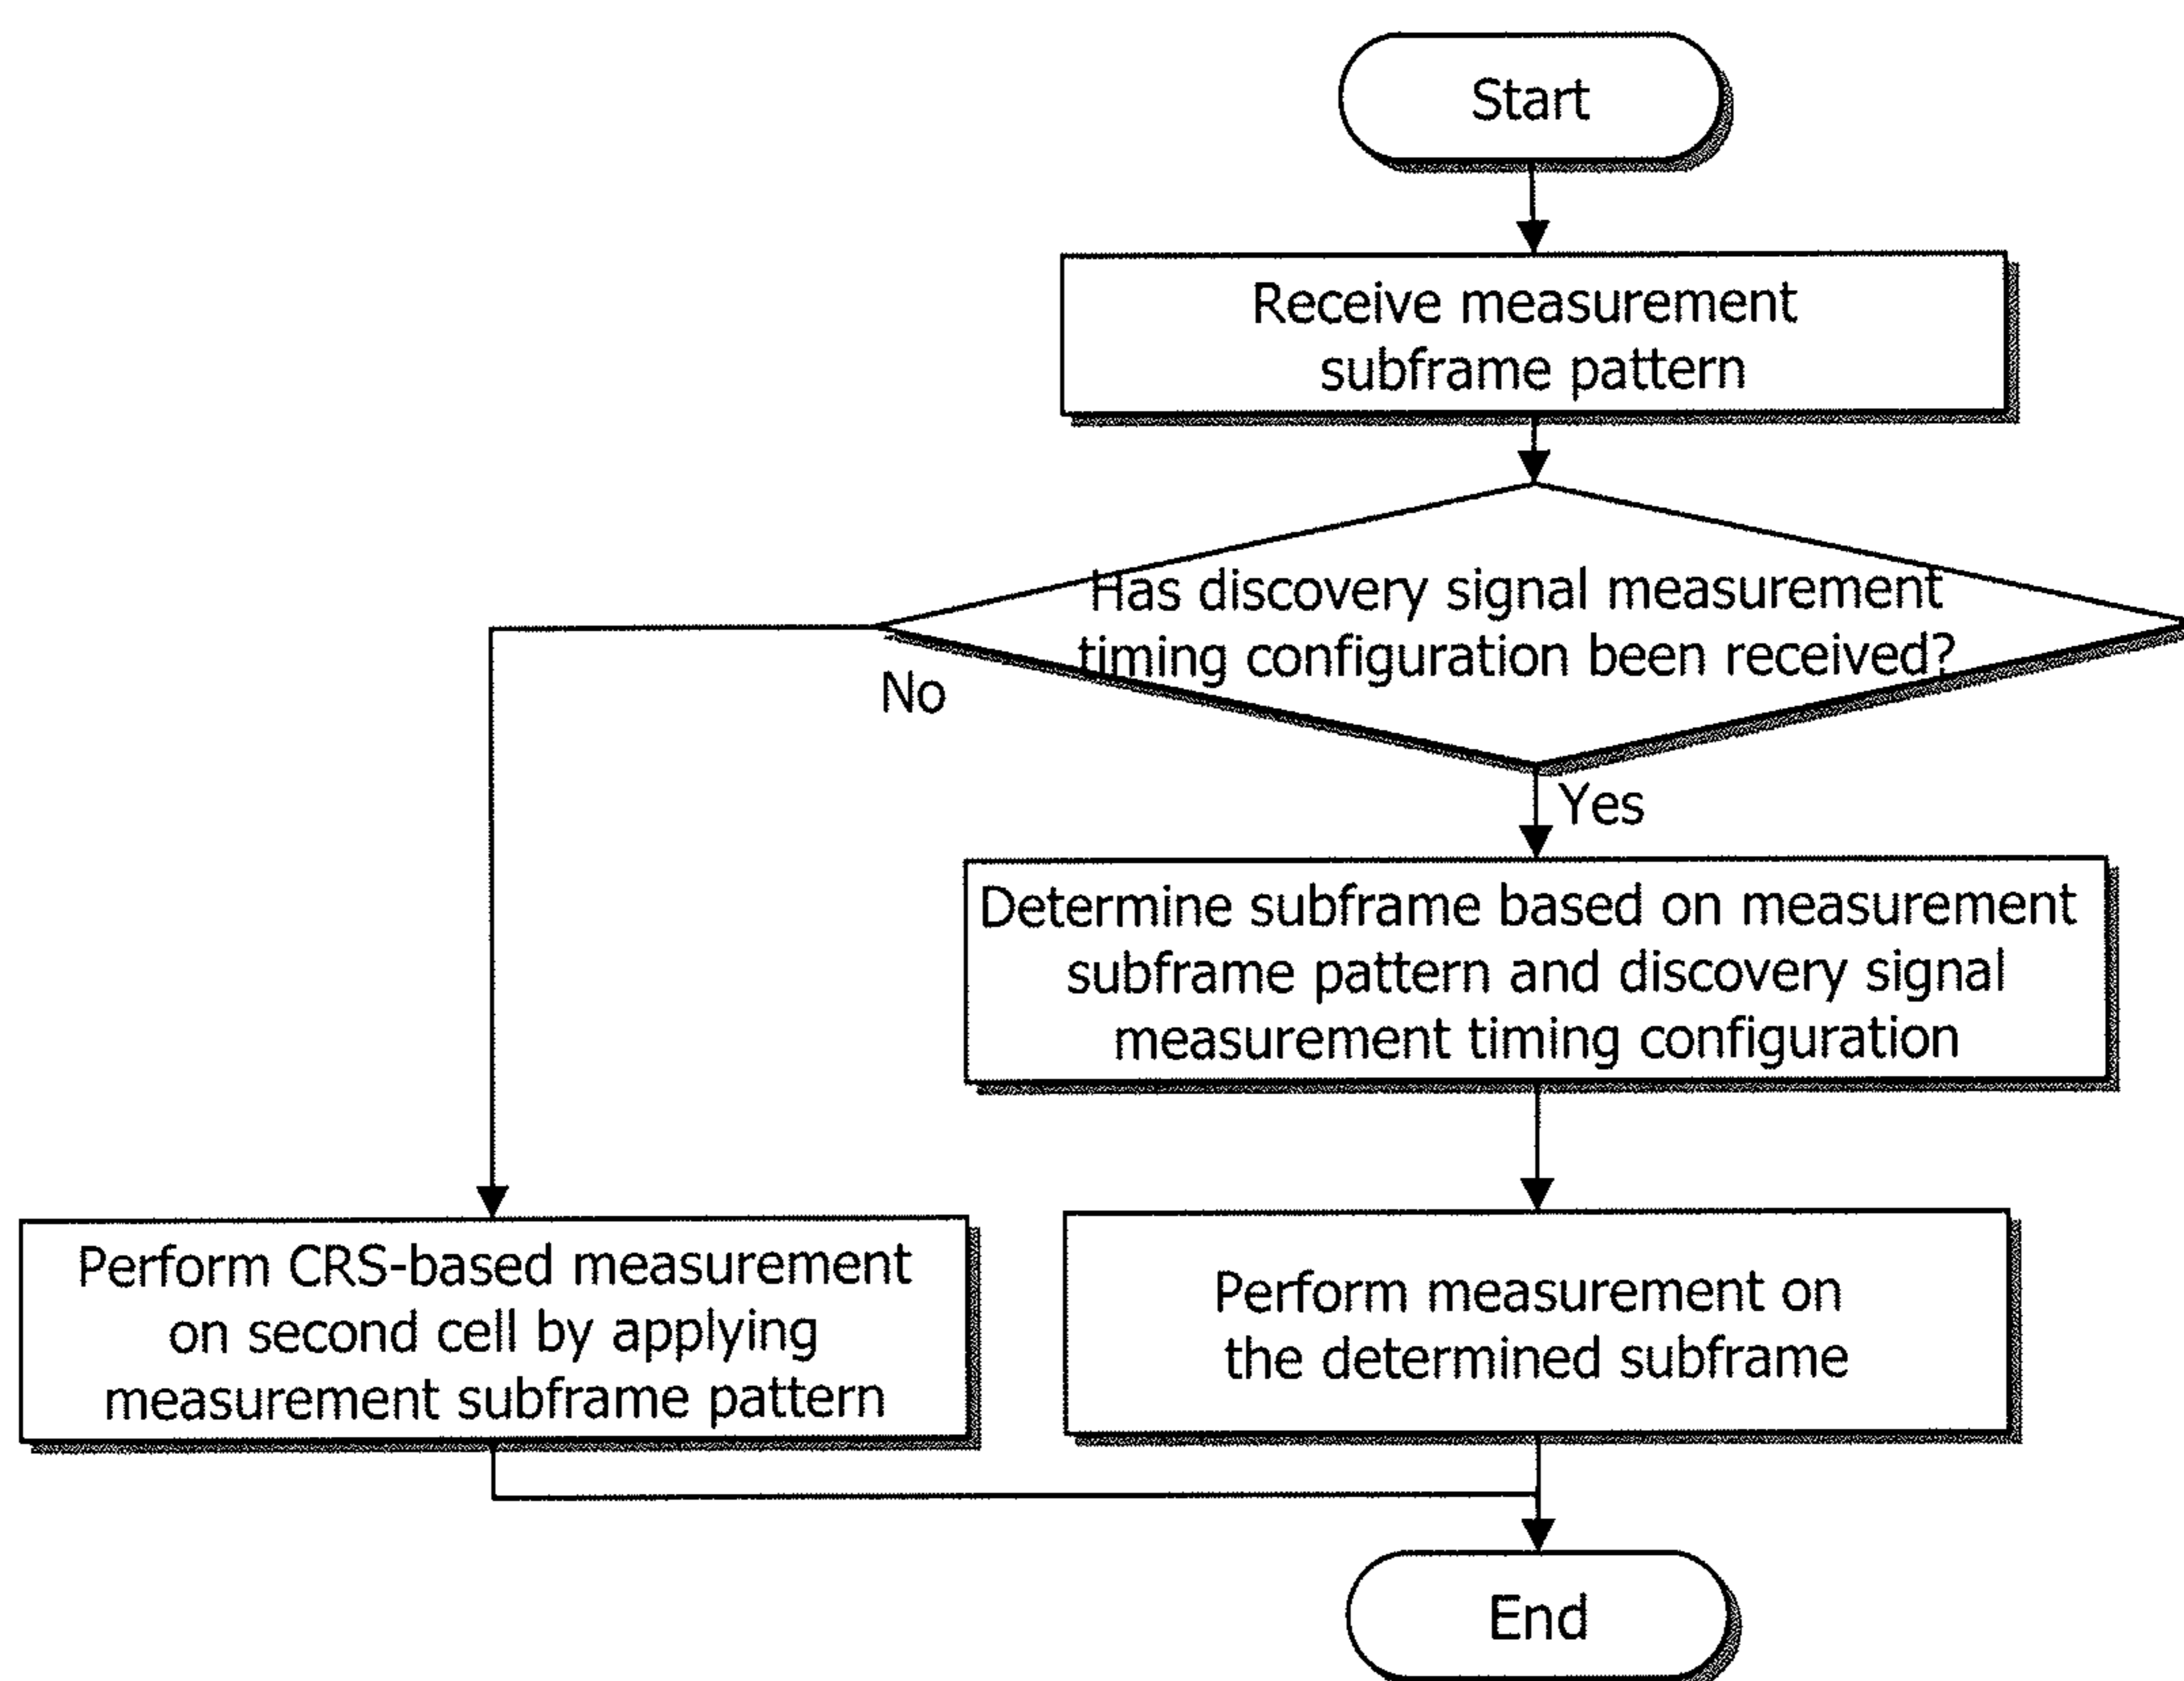 Start
Receive measurement
subframe pattern
Has discovery signal measurement
timing configuration been received?
No
Yes
Determine subframe based on measurement
subframe pattern and discovery signal
measurement timing configuration
Perform CRS-based measurement
on second cell by applying
measurement subframe pattern
Perform measurement on
the determined subframe
End